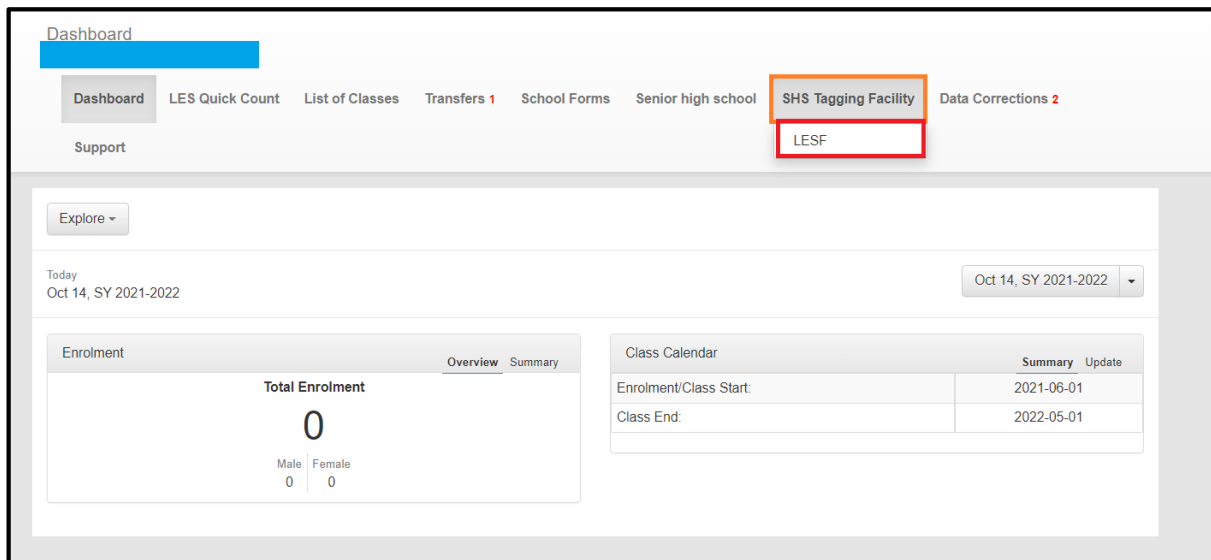 Dashboard
Dashboard LES Quick Count List of Classes Transfers 1 School Forms Senior high school SHS Tagging Facility Data Corrections 2
LESF
Support
Explore
Today
Oct 14, SY 2021-2022
Oct 14, SY 2021-2022
Enrolment Overview Summary
Total Enrolment
0
Male Female
0 0
Class Calendar Summary Update
Enrolment/Class Start: 2021-06-01
Class End: 2022-05-01